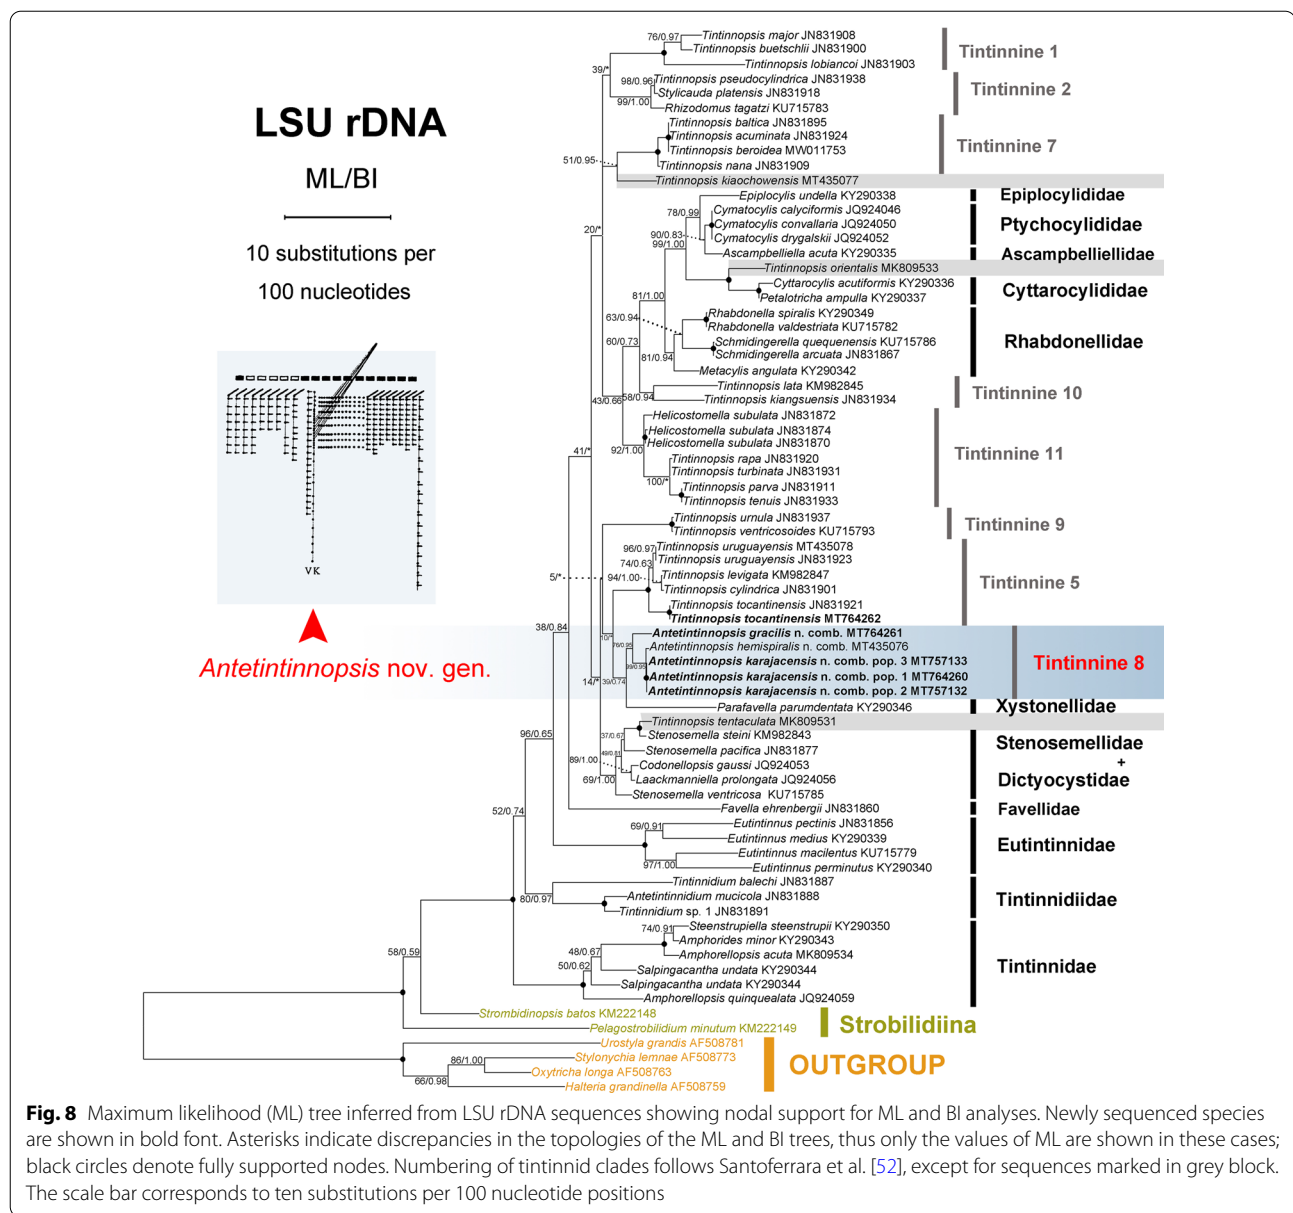 LSU rDNA
ML/BI
10 substitutions per
100 nucleotides
V K
Antetintinnopsis nov. gen.
76/0.97
Tintinnopsis major JN831908
Tintinnopsis buetschlii JN831900
Tintinnopsis lobiancoi JN831903
Tintinnine 1
39/*
98/0.96
Tintinnopsis pseudocylindrica JN831938
Stylicauda platensis JN831918
99/1.00
Rhizodomus tagatzi KU715783
Tintinnine 2
Tintinnopsis baltica JN831895
Tintinnopsis acuminata JN831924
Tintinnopsis beroidea MW011753
Tintinnopsis nana JN831909
Tintinnine 7
51/0.95
Tintinnopsis kiaochowensis MT435077
Epiplocylis undella KY290338
Epiplocylididae
78/0.99
Cymatocylis calyciformis JQ924046
Cymatocylis convallaria JQ924050
Cymatocylis drygalskii JQ924052
Ptychocylididae
20/*
90/0.83
99/1.00
Ascampbelliella acuta KY290335
Ascampbelliellidae
Tintinnopsis orientalis MK809533
Cyttarocylis acutiformis KY290336
Petalotricha ampulla KY290337
Cyttarocylididae
81/1.00
63/0.94
Rhabdonella spiralis KY290349
Rhabdonella valdestriata KU715782
Schmidingerella quequenensis KU715786
Schmidingerella arcuata JN831867
Rhabdonellidae
60/0.73
81/0.94
Metacylis angulata KY290342
Tintinnopsis lata KM982845
58/0.94
Tintinnopsis kiangsuensis JN831934
Tintinnine 10
43/0.66
Helicostomella subulata JN831872
Helicostomella subulata JN831874
Helicostomella subulata JN831870
92/1.00
Tintinnopsis rapa JN831920
Tintinnopsis turbinata JN831931
100/*
Tintinnopsis parva JN831911
Tintinnopsis tenuis JN831933
Tintinnine 11
41/*
Tintinnopsis urnula JN831937
Tintinnopsis ventricosoides KU715793
Tintinnine 9
96/0.97
Tintinnopsis uruguayensis MT435078
Tintinnopsis uruguayensis JN831923
74/0.63
5/*
94/1.00
Tintinnopsis levigata KM982847
Tintinnopsis cylindrica JN831901
Tintinnopsis tocantinensis JN831921
Tintinnopsis tocantinensis MT764262
Tintinnine 5
38/0.84
10/*
Antetintinnopsis gracilis n. comb. MT764261
76/0.95
Antetintinnopsis hemispiralis n. comb. MT435076
99/0.95
Antetintinnopsis karajacensis n. comb. pop. 3 MT757133
Antetintinnopsis karajacensis n. comb. pop. 1 MT764260
Antetintinnopsis karajacensis n. comb. pop. 2 MT757132
Tintinnine 8
14/*
39/0.74
Parafavella parumdentata KY290346
Xystonellidae
Tintinnopsis tentaculata MK809531
37/0.67
Stenosemella steini KM982843
Stenosemella pacifica JN831877
49/0.81
89/1.00
Codonellopsis gaussi JQ924053
Laackmanniella prolongata JQ924056
69/1.00
Stenosemella ventricosa KU715785
Stenosemellidae
+
Dictyocystidae
96/0.65
Favella ehrenbergii JN831860
Favellidae
52/0.74
69/0.91
Eutintinnus pectinis JN831856
Eutintinnus medius KY290339
Eutintinnus macilentus KU715779
97/1.00
Eutintinnus perminutus KY290340
Eutintinnidae
Tintinnidium balechi JN831887
80/0.97
Antetintinnidium mucicola JN831888
Tintinnidium sp. 1 JN831891
Tintinnidiidae
74/0.91
Steenstrupiella steenstrupii KY290350
Amphorides minor KY290343
48/0.67
Amphorellopsis acuta MK809534
50/0.62
Salpingacantha undata KY290344
Salpingacantha undata KY290344
Amphorellopsis quinquealata JQ924059
Tintinnidae
58/0.59
Strombidinopsis batos KM222148
Pelagostrobilidium minutum KM222149
Strobilidiina
Urostyla grandis AF508781
86/1.00
Stylonychia lemnae AF508773
Oxytricha longa AF508763
66/0.98
Halteria grandinella AF508759
OUTGROUP
Fig. 8 Maximum likelihood (ML) tree inferred from LSU rDNA sequences showing nodal support for ML and BI analyses. Newly sequenced species
are shown in bold font. Asterisks indicate discrepancies in the topologies of the ML and BI trees, thus only the values of ML are shown in these cases;
black circles denote fully supported nodes. Numbering of tintinnid clades follows Santoferrara et al. [52], except for sequences marked in grey block.
The scale bar corresponds to ten substitutions per 100 nucleotide positions